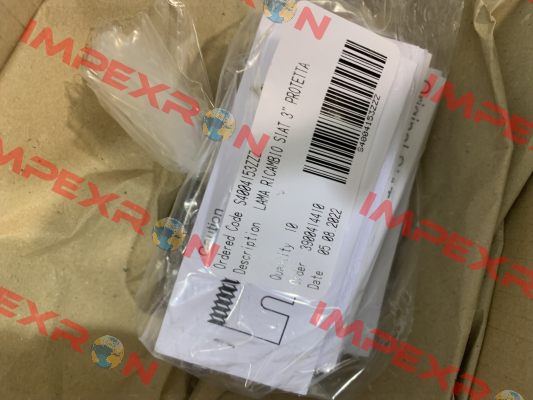 Ordered Code S4004153ZZZ
Description LAMA RICAMBIO SIAT 3" PROTETTA
Quantity 10
Order 3900414410
Date 05 08 2022
S4004153ZZZ
IMPEXRON
IMPEXRON
IMPEXRON
IMPEXRON
IMPEXRON